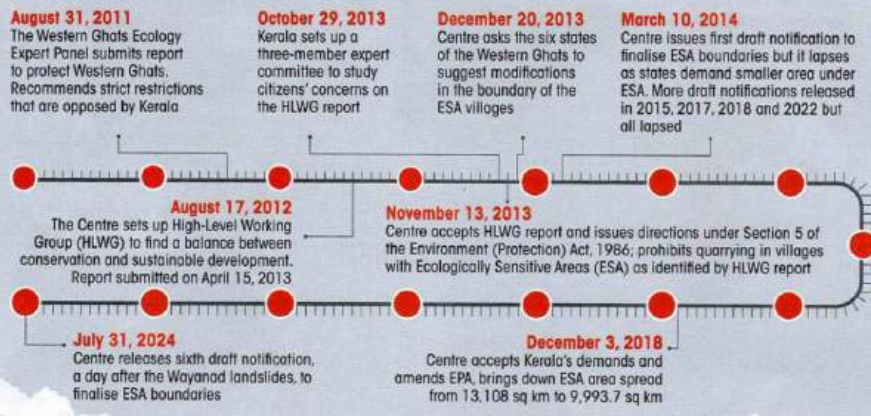 August 31, 2011
The Western Ghats Ecology
Expert Panel submits report
to protect Western Ghats.
Recommends strict restrictions
that are opposed by Kerala
October 29, 2013
Kerala sets up a
three-member expert
committee to study
citizens' concerns on
the HLWG report
December 20, 2013
Centre asks the six states
of the Western Ghats to
suggest modifications
in the boundary of the
ESA villages
March 10, 2014
Centre issues first draft notification to
finalise ESA boundaries but it lapses
as states demand smaller area under
ESA. More draft notifications released
in 2015, 2017, 2018 and 2022 but
all lapsed
August 17, 2012
The Centre sets up High-Level Working
Group (HLWG) to find a balance between
conservation and sustainable development.
Report submitted on April 15, 2013
November 13, 2013
Centre accepts HLWG report and issues directions under Section 5 of
the Environment (Protection) Act, 1986; prohibits quarrying in villages
with Ecologically Sensitive Areas (ESA) as identified by HLWG report
July 31, 2024
Centre releases sixth draft notification,
a day after the Wayanad landslides, to
finalise ESA boundaries
December 3, 2018
Centre accepts Kerala's demands and
amends EPA, brings down ESA area spread
from 13,108 sq km to 9,993.7 sq km